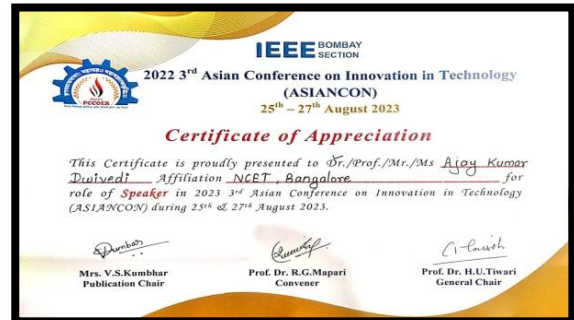 IEEE BOMBAY SECTION
2022 3rd Asian Conference on Innovation in Technology
(ASIANCON)
25th – 27th August 2023
PCCOER
Certificate of Appreciation
This Certificate is proudly presented to Dr./Prof./Mr./Ms Ajay Kumar
Dwivedi Affiliation NCET, Bangalore for
role of Speaker in 2023 3rd Asian Conference on Innovation in Technology
(ASIANCON) during 25th & 27th August 2023.
Mrs. V.S.Kumbhar
Publication Chair
Prof. Dr. R.G.Mapari
Convener
Prof. Dr. H.U.Tiwari
General Chair